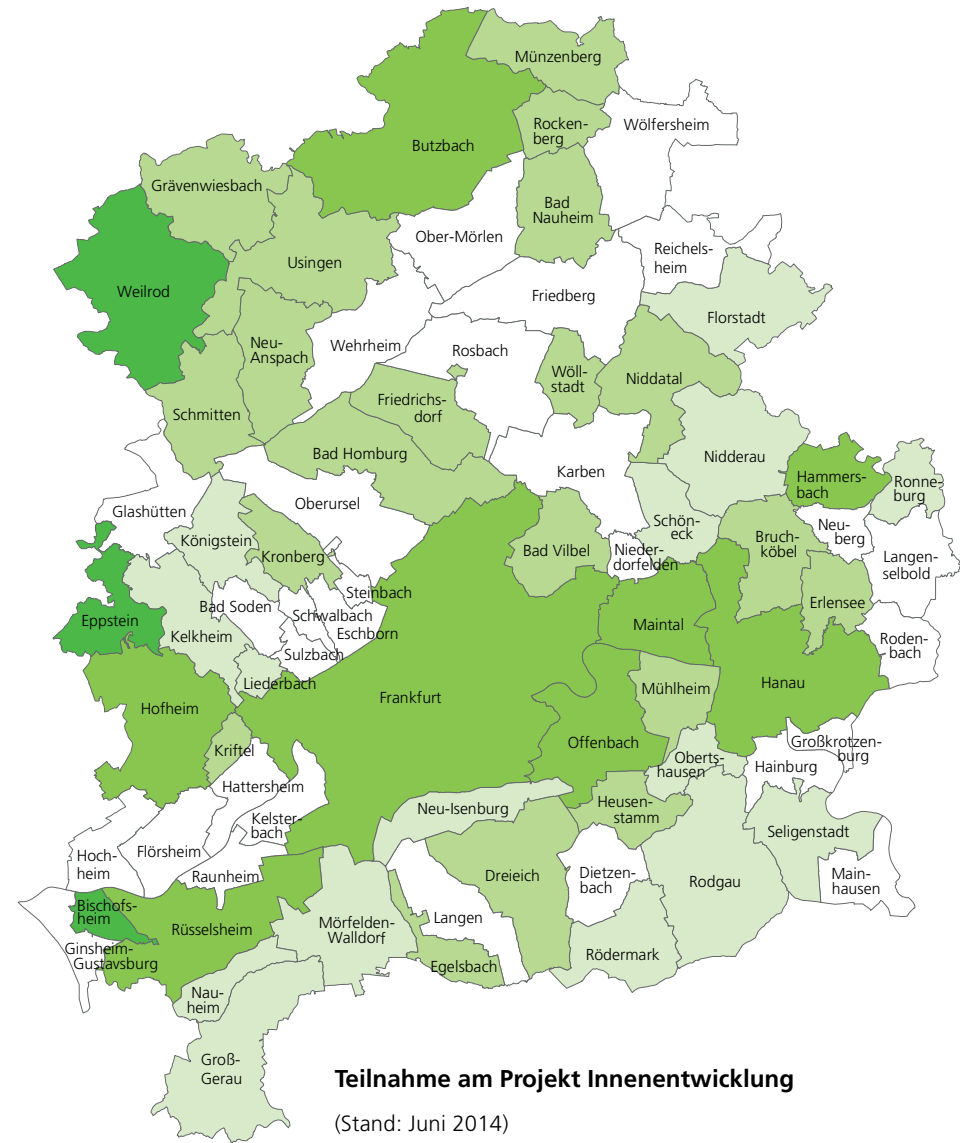 Münzenberg
Rocken-
berg
Wölfersheim
Butzbach
Grävenwiesbach
Bad
Nauheim
Ober-Mörlen
Reichels-
heim
Usingen
Weilrod
Friedberg
Florstadt
Neu-
Anspach
Wehrheim
Rosbach
Wöll-
stadt
Niddatal
Schmitten
Friedrichs-
dorf
Bad Homburg
Nidderau
Karben
Hammers-
bach
Ronne-
burg
Oberursel
Glashütten
Königstein
Schön-
eck
Neu-
berg
Bruch-
köbel
Kronberg
Bad Vilbel
Nieder-
dorfelden
Langen-
selbold
Steinbach
Bad Soden
Schwalbach
Erlensee
Eppstein
Kelkheim
Eschborn
Maintal
Roden-
bach
Sulzbach
Liederbach
Frankfurt
Mühlheim
Hanau
Hofheim
Kriftel
Offenbach
Großkrotzen-
burg
Oberts-
hausen
Hainburg
Hattersheim
Neu-Isenburg
Heusen-
stamm
Kelster-
bach
Seligenstadt
Hoch-
heim
Flörsheim
Raunheim
Dreieich
Dietzen-
bach
Rodgau
Main-
hausen
Bischofs-
heim
Rüsselsheim
Mörfelden-
Walldorf
Langen
Ginsheim-
Gustavsburg
Egelsbach
Rödermark
Nau-
heim
Groß-
Gerau
Teilnahme am Projekt Innenentwicklung
(Stand: Juni 2014)